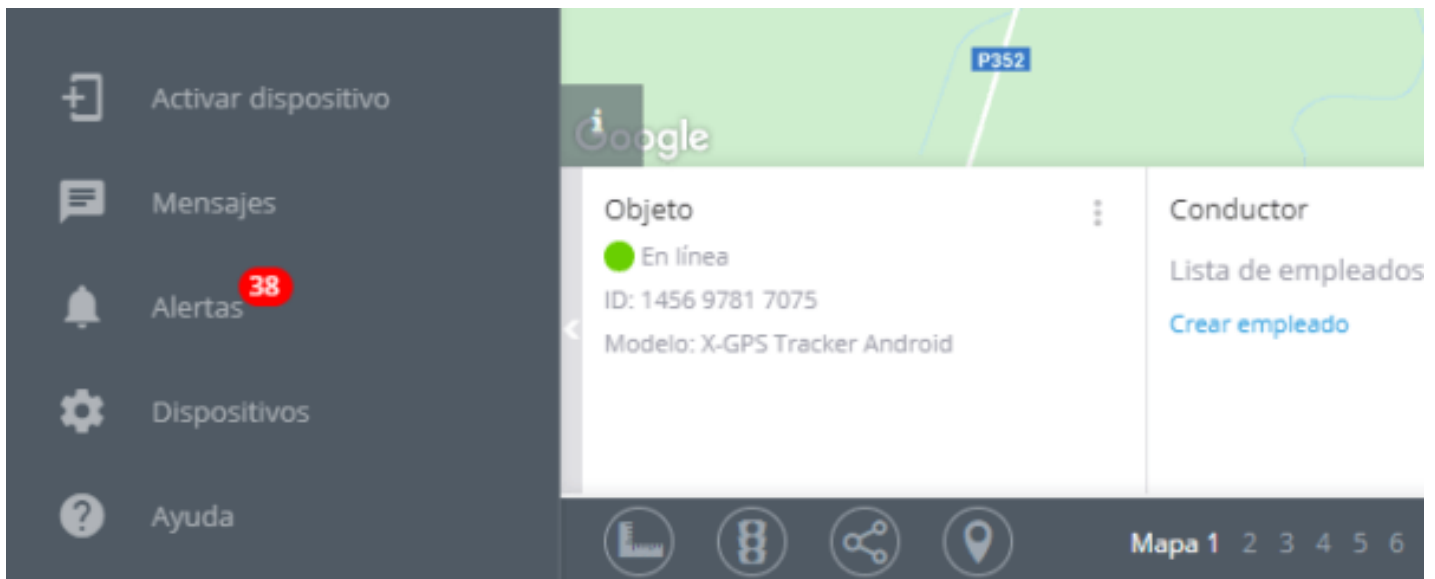 Activar dispositivo
Mensajes
Alertas 38
Dispositivos
Ayuda
P352
i
Google
Objeto
En línea
ID: 1456 9781 7075
Modelo: X-GPS Tracker Android
Conductor
Lista de empleados
Crear empleado
Mapa 1 2 3 4 5 6